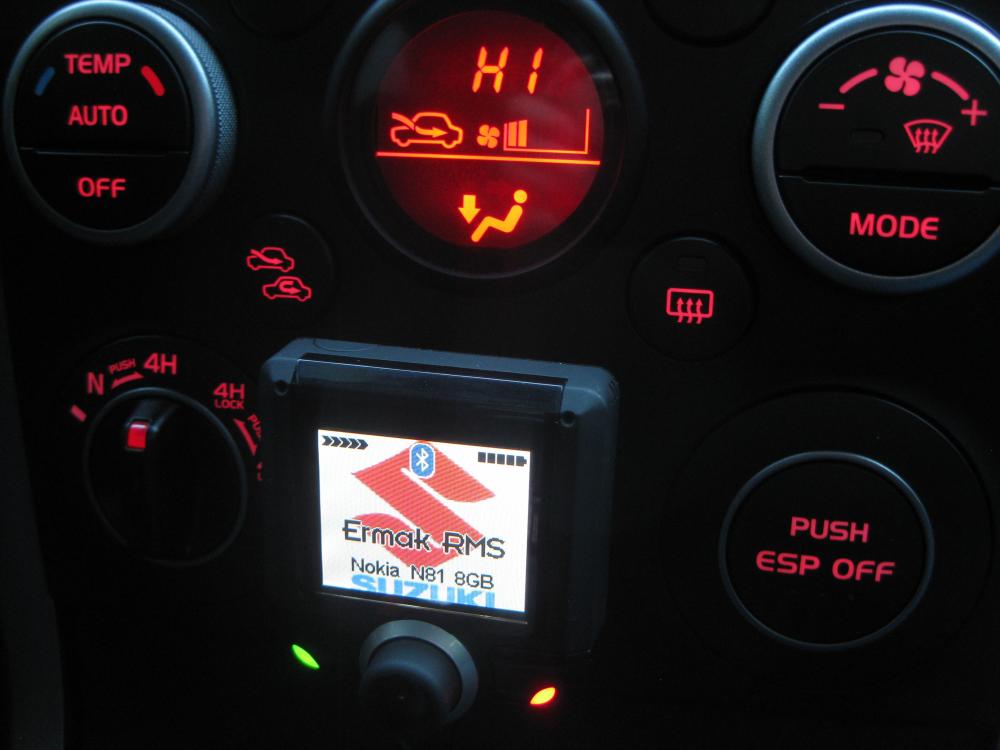 TEMP
AUTO
OFF
HI
MODE
N
PUSH
4H
4H
LOCK
Ermak RMS
Nokia N81 8GB
SUZUKI
PUSH
ESP OFF